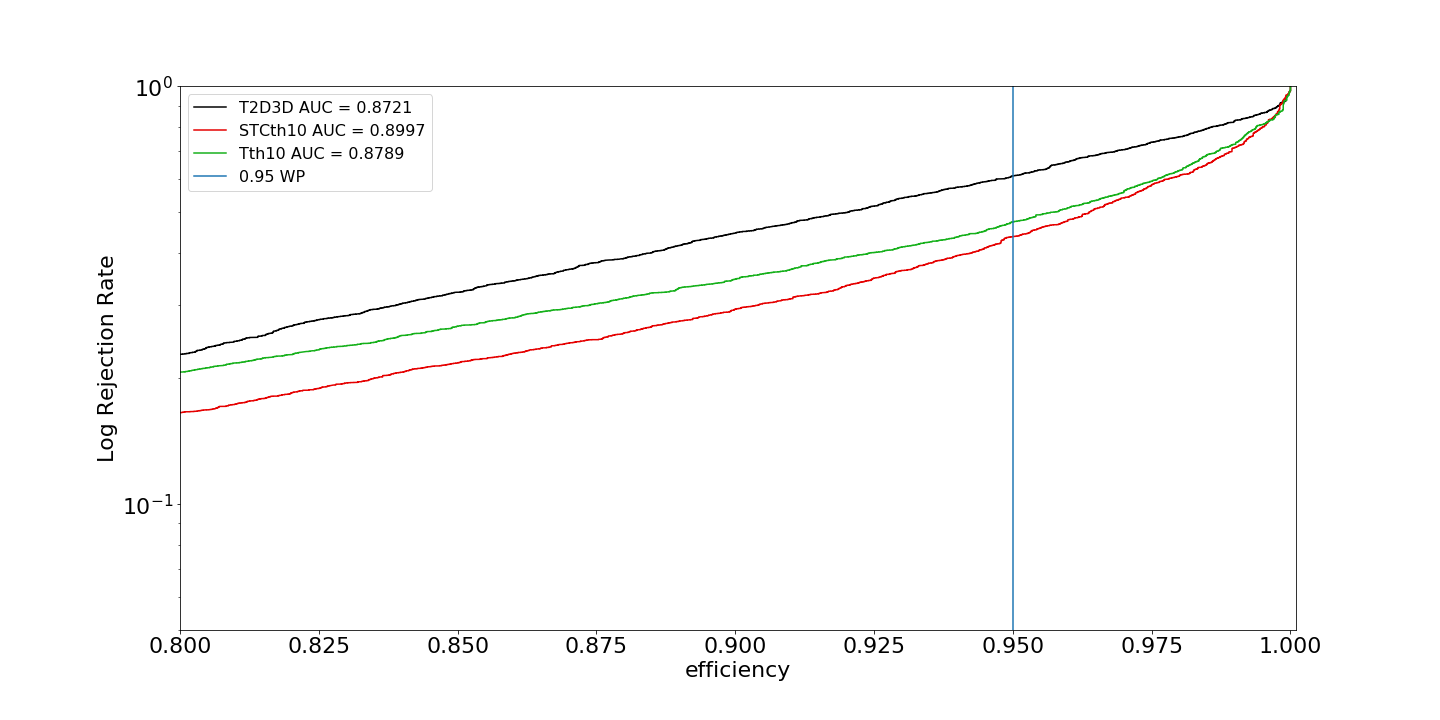 T2D3D AUC = 0.8721
STCth10 AUC = 0.8997
Tth10 AUC = 0.8789
0.95 WP
10⁰
10⁻¹
Log Rejection Rate
0.800 0.825 0.850 0.875 0.900 0.925 0.950 0.975 1.000
efficiency